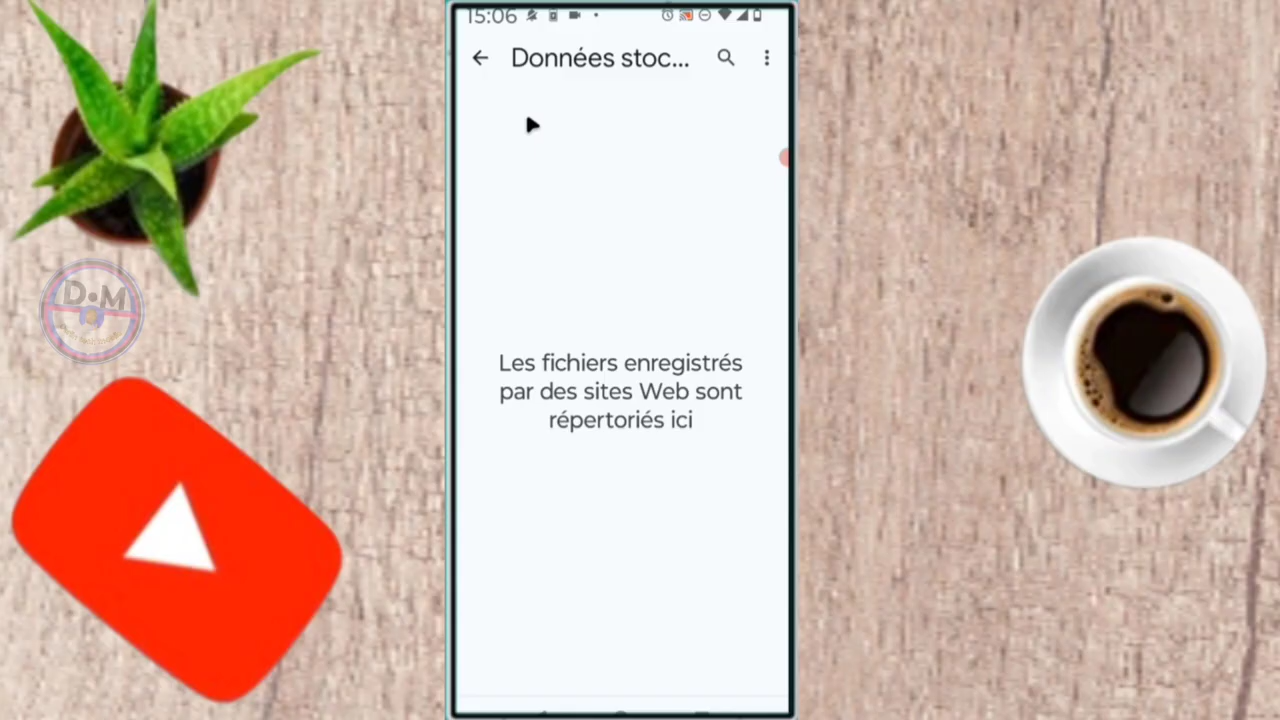 15:06
Données stoc...
Les fichiers enregistrés
par des sites Web sont
répertoriés ici
D•M